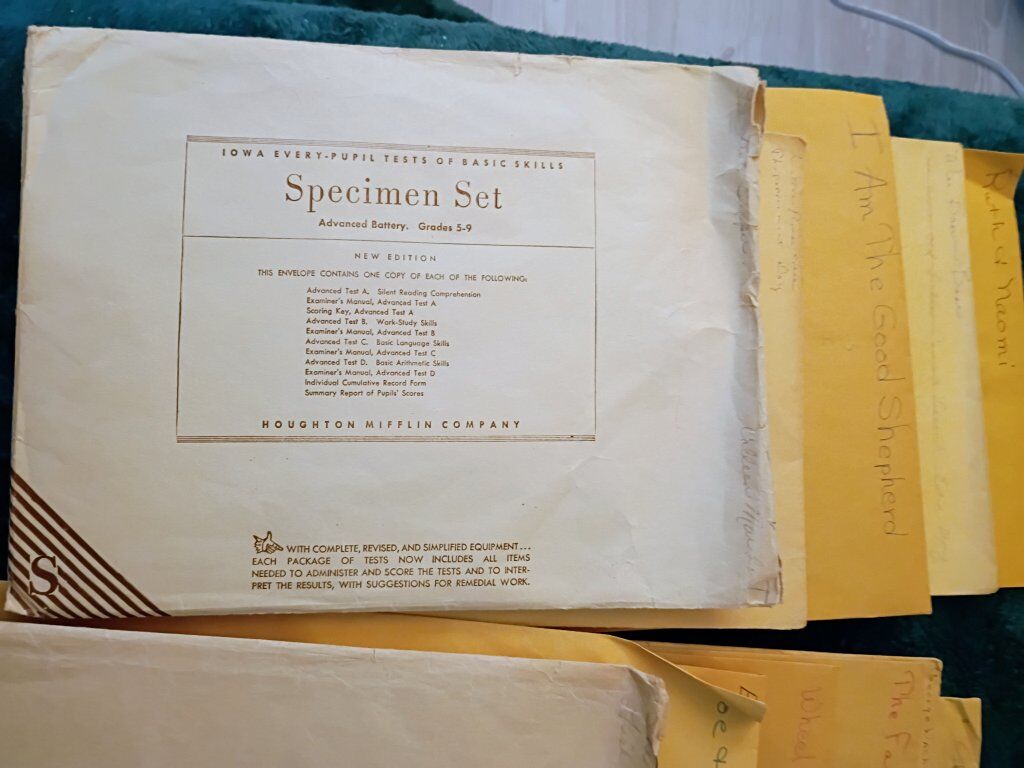 IOWA EVERY-PUPIL TESTS OF BASIC SKILLS
Specimen Set
Advanced Battery. Grades 5-9
NEW EDITION
THIS ENVELOPE CONTAINS ONE COPY OF EACH OF THE FOLLOWING:
Advanced Test A. Silent Reading Comprehension
Examiner's Manual, Advanced Test A
Scoring Key, Advanced Test A
Advanced Test B. Work-Study Skills
Examiner's Manual, Advanced Test B
Advanced Test C. Basic Language Skills
Examiner's Manual, Advanced Test C
Advanced Test D. Basic Arithmetic Skills
Examiner's Manual, Advanced Test D
Individual Cumulative Record Form
Summary Report of Pupils' Scores
HOUGHTON MIFFLIN COMPANY
WITH COMPLETE, REVISED, AND SIMPLIFIED EQUIPMENT...
EACH PACKAGE OF TESTS NOW INCLUDES ALL ITEMS
NEEDED TO ADMINISTER AND SCORE THE TESTS AND TO INTER-
PRET THE RESULTS, WITH SUGGESTIONS FOR REMEDIAL WORK.
S
I Am The Good Shepherd
Ruth & Naomi
Wheel
The Fa